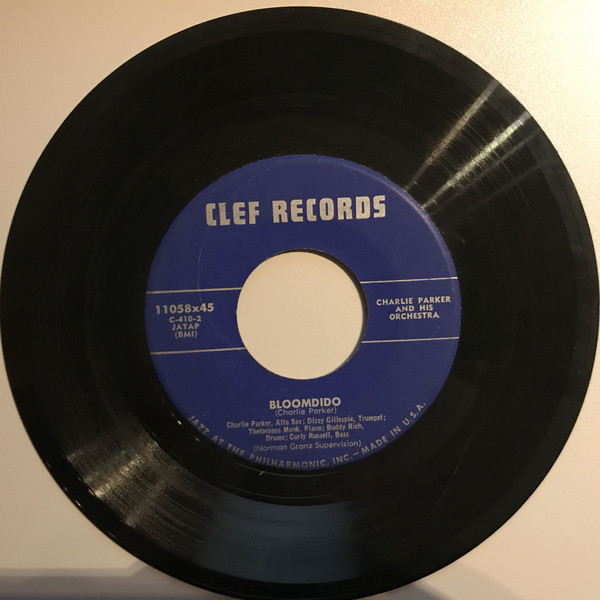 CLEF RECORDS
11058x45
C-410-2
JATAP
(BMI)
CHARLIE PARKER
AND HIS
ORCHESTRA
BLOOMDIDO
(Charlie Parker)
Charlie Parker, Alto Sax; Dizzy Gillespie, Trumpet;
Thelonious Monk, Piano; Buddy Rich,
Drums; Curly Russell, Bass
(Norman Granz Supervision)
JAZZ AT THE PHILHARMONIC, INC.—MADE IN U.S.A.